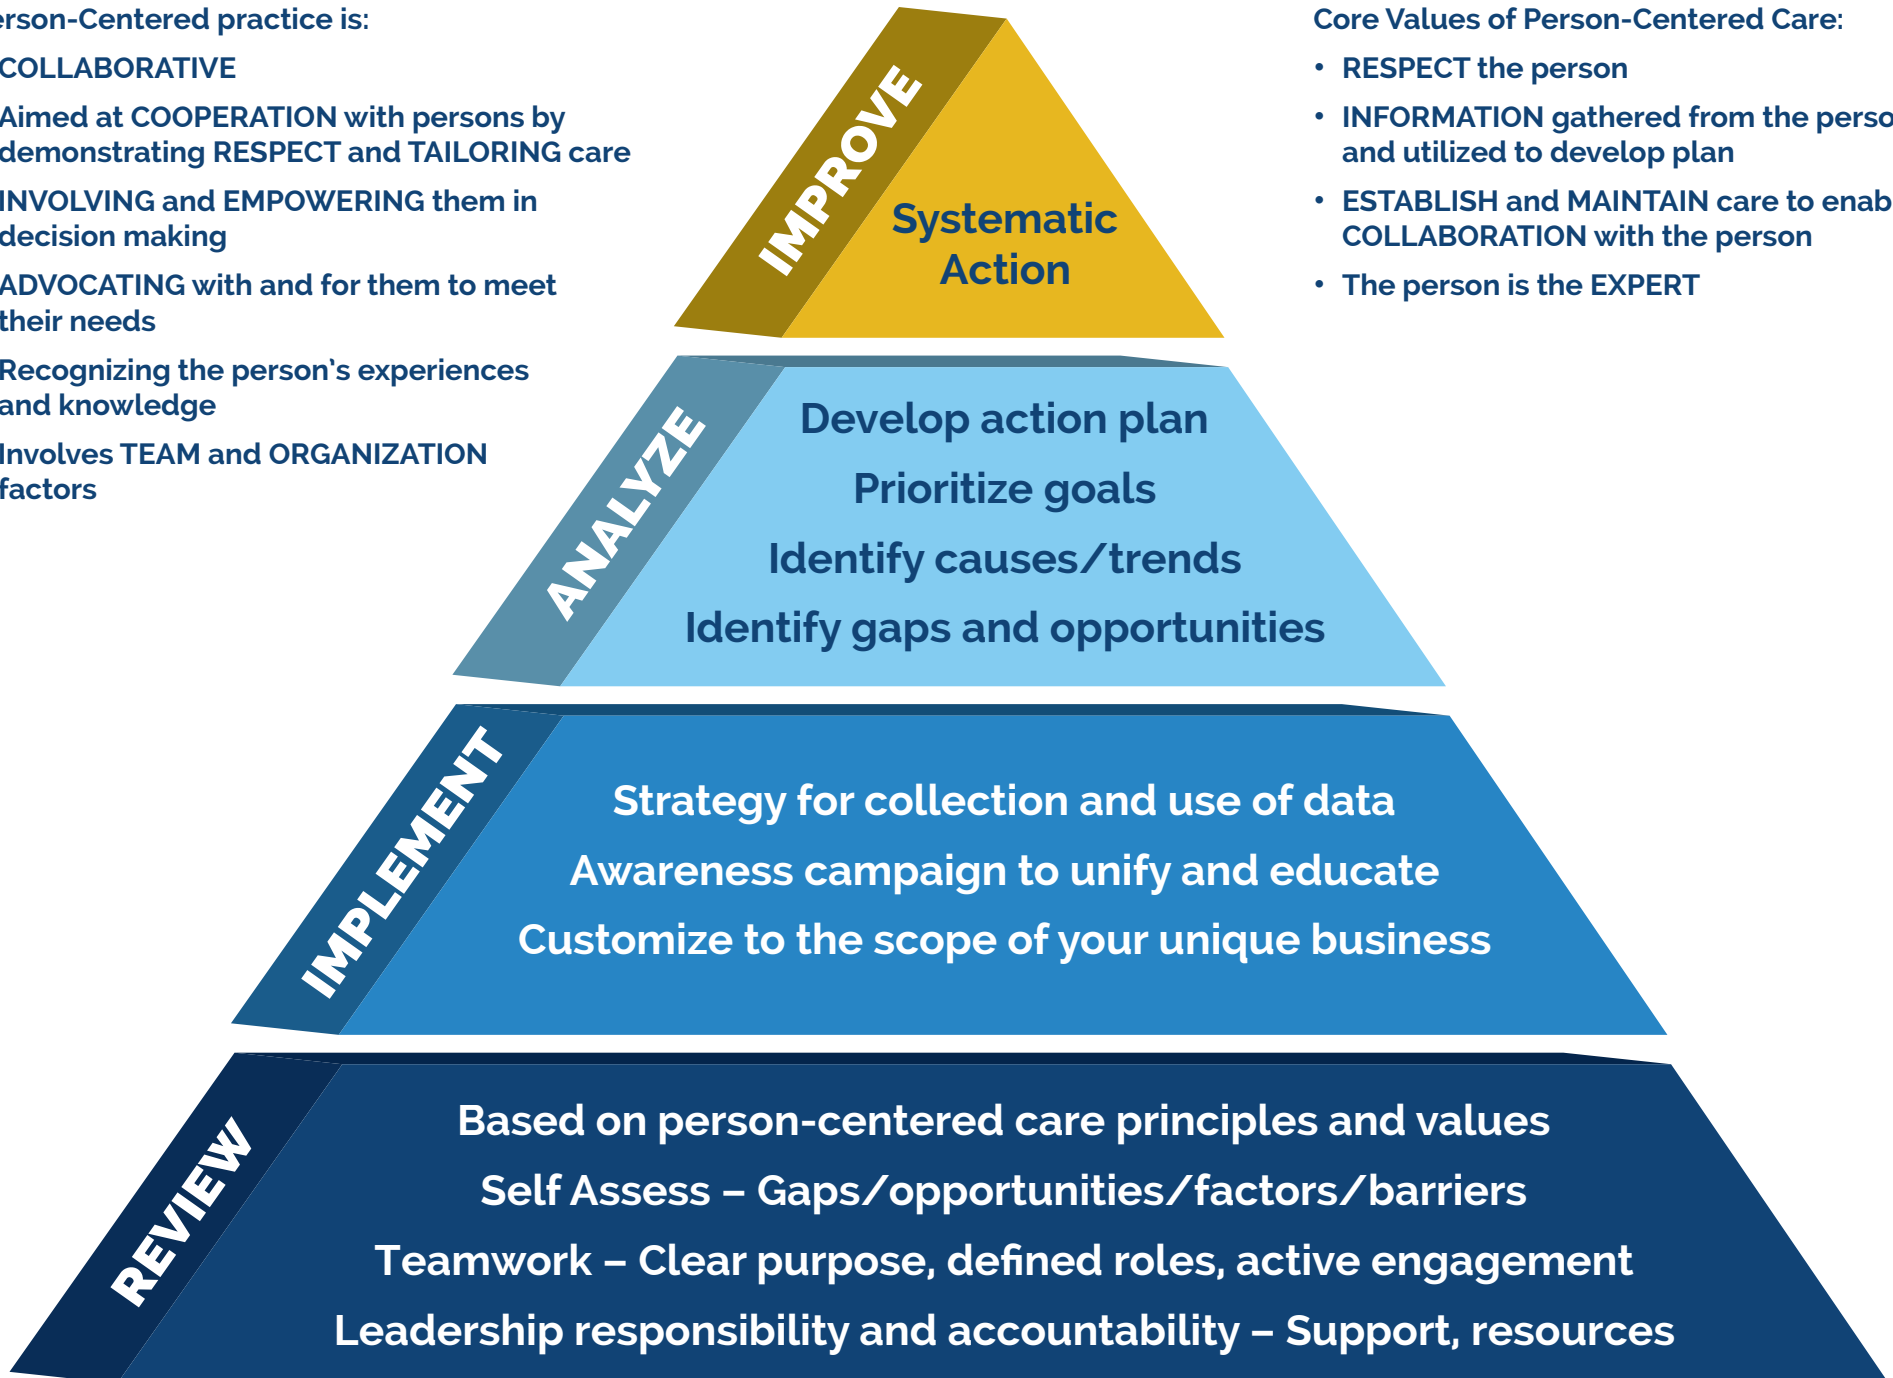 erson-Centered practice is:
COLLABORATIVE
Aimed at COOPERATION with persons by
demonstrating RESPECT and TAILORING care
INVOLVING and EMPOWERING them in
decision making
ADVOCATING with and for them to meet
their needs
Recognizing the person's experiences
and knowledge
Involves TEAM and ORGANIZATION
factors
Core Values of Person-Centered Care:
• RESPECT the person
• INFORMATION gathered from the perso
and utilized to develop plan
• ESTABLISH and MAINTAIN care to enab
COLLABORATION with the person
• The person is the EXPERT
IMPROVE
Systematic
Action
ANALYZE
Develop action plan
Prioritize goals
Identify causes/trends
Identify gaps and opportunities
IMPLEMENT
Strategy for collection and use of data
Awareness campaign to unify and educate
Customize to the scope of your unique business
REVIEW
Based on person-centered care principles and values
Self Assess – Gaps/opportunities/factors/barriers
Teamwork – Clear purpose, defined roles, active engagement
Leadership responsibility and accountability – Support, resources